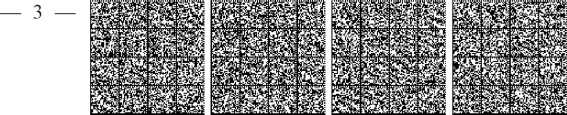 — 3 —